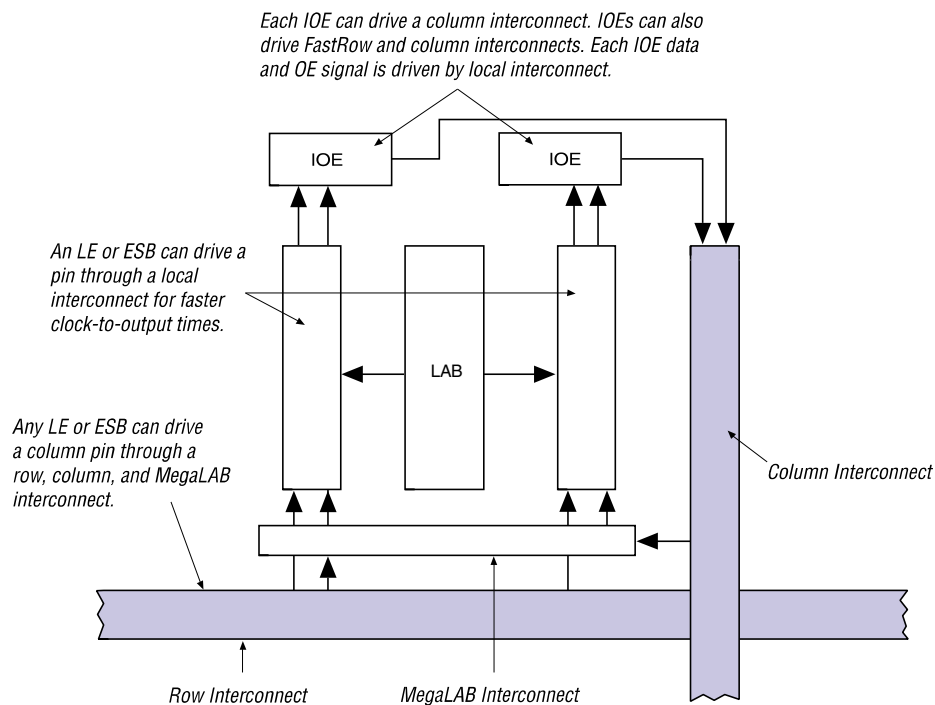 Each IOE can drive a column interconnect. IOEs can also
drive FastRow and column interconnects. Each IOE data
and OE signal is driven by local interconnect.
IOE
IOE
An LE or ESB can drive a
pin through a local
interconnect for faster
clock-to-output times.
LAB
Any LE or ESB can drive
a column pin through a
row, column, and MegaLAB
interconnect.
Column Interconnect
Row Interconnect
MegaLAB Interconnect